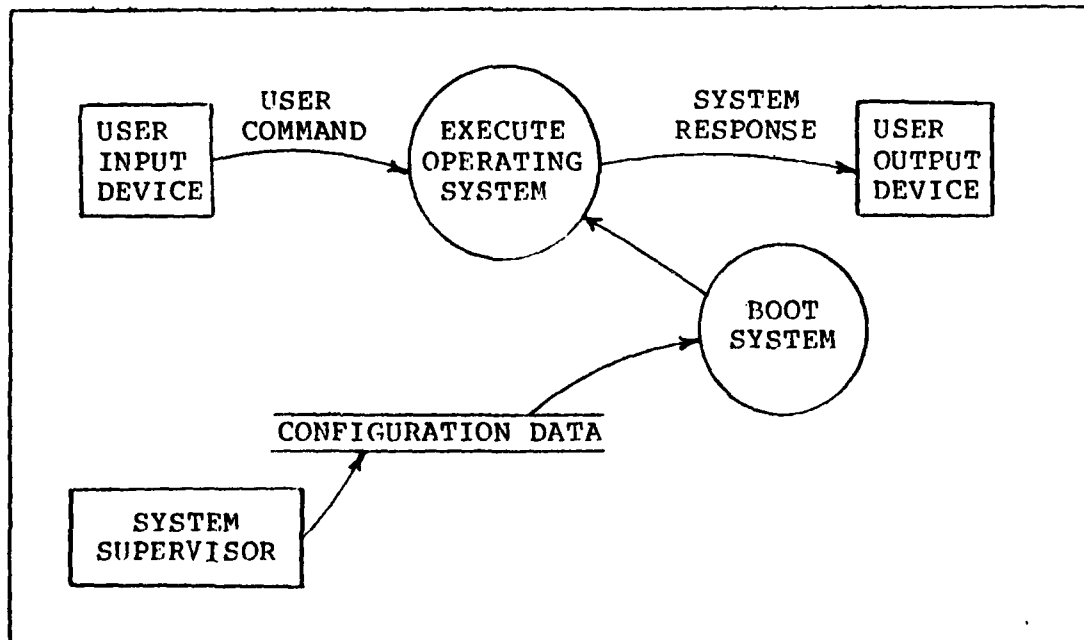 USER
COMMAND
SYSTEM
RESPONSE
USER
INPUT
DEVICE
EXECUTE
OPERATING
SYSTEM
USER
OUTPUT
DEVICE
BOOT
SYSTEM
CONFIGURATION DATA
SYSTEM
SUPERVISOR